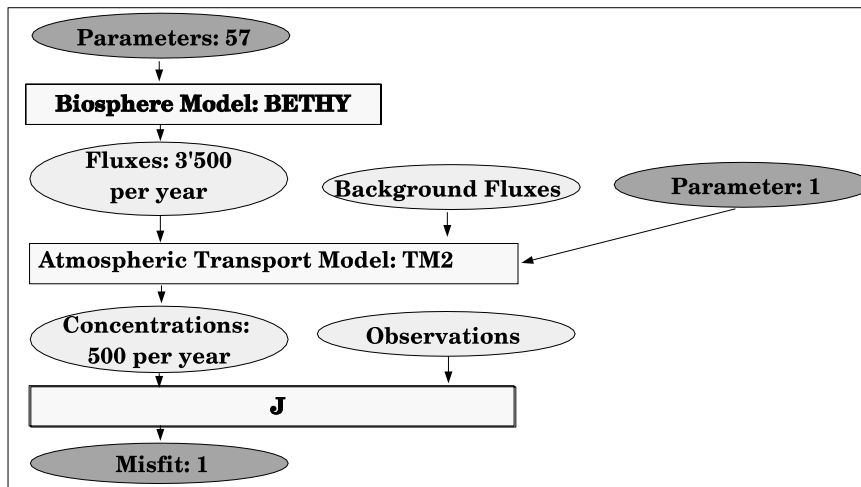 Parameters: 57
Biosphere Model: BETHY
Fluxes: 3'500
per year
Background Fluxes
Parameter: 1
Atmospheric Transport Model: TM2
Concentrations:
500 per year
Observations
J
Misfit: 1